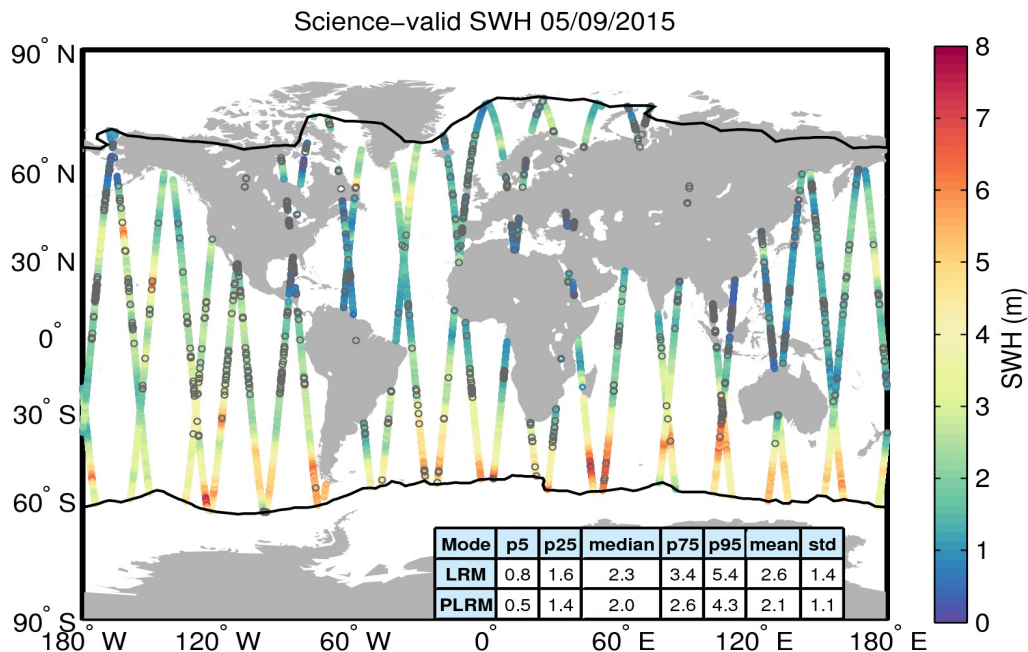 Science−valid SWH 05/09/2015
90° N
60° N
30° N
0°
30° S
60° S
90° S
180° W
120° W
60° W
0°
60° E
120° E
180° E
Mode p5 p25 median p75 p95 mean std
LRM 0.8 1.6 2.3 3.4 5.4 2.6 1.4
PLRM 0.5 1.4 2.0 2.6 4.3 2.1 1.1
8
7
6
5
4
3
2
1
0
SWH (m)